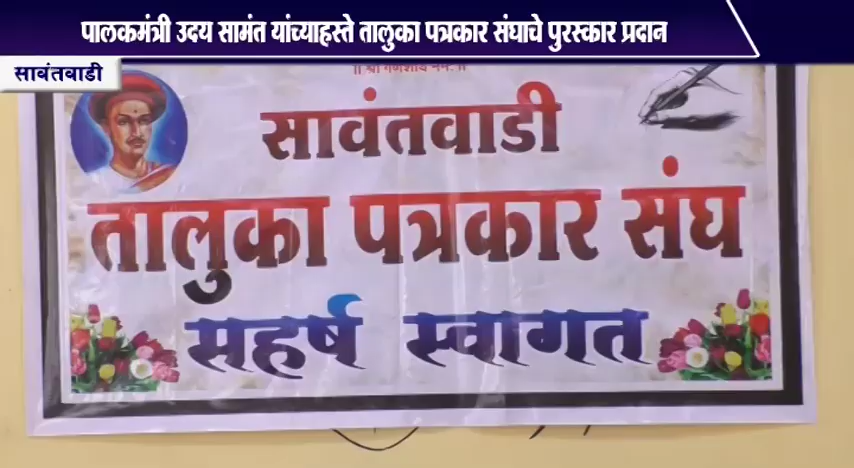 पालकमंत्री उदय सामंत यांच्याहस्ते तालुका पत्रकार संघाचे पुरस्कार प्रदान
सावंतवाडी
सावंतवाडी
तालुका पत्रकार संघ
सहर्ष स्वागत